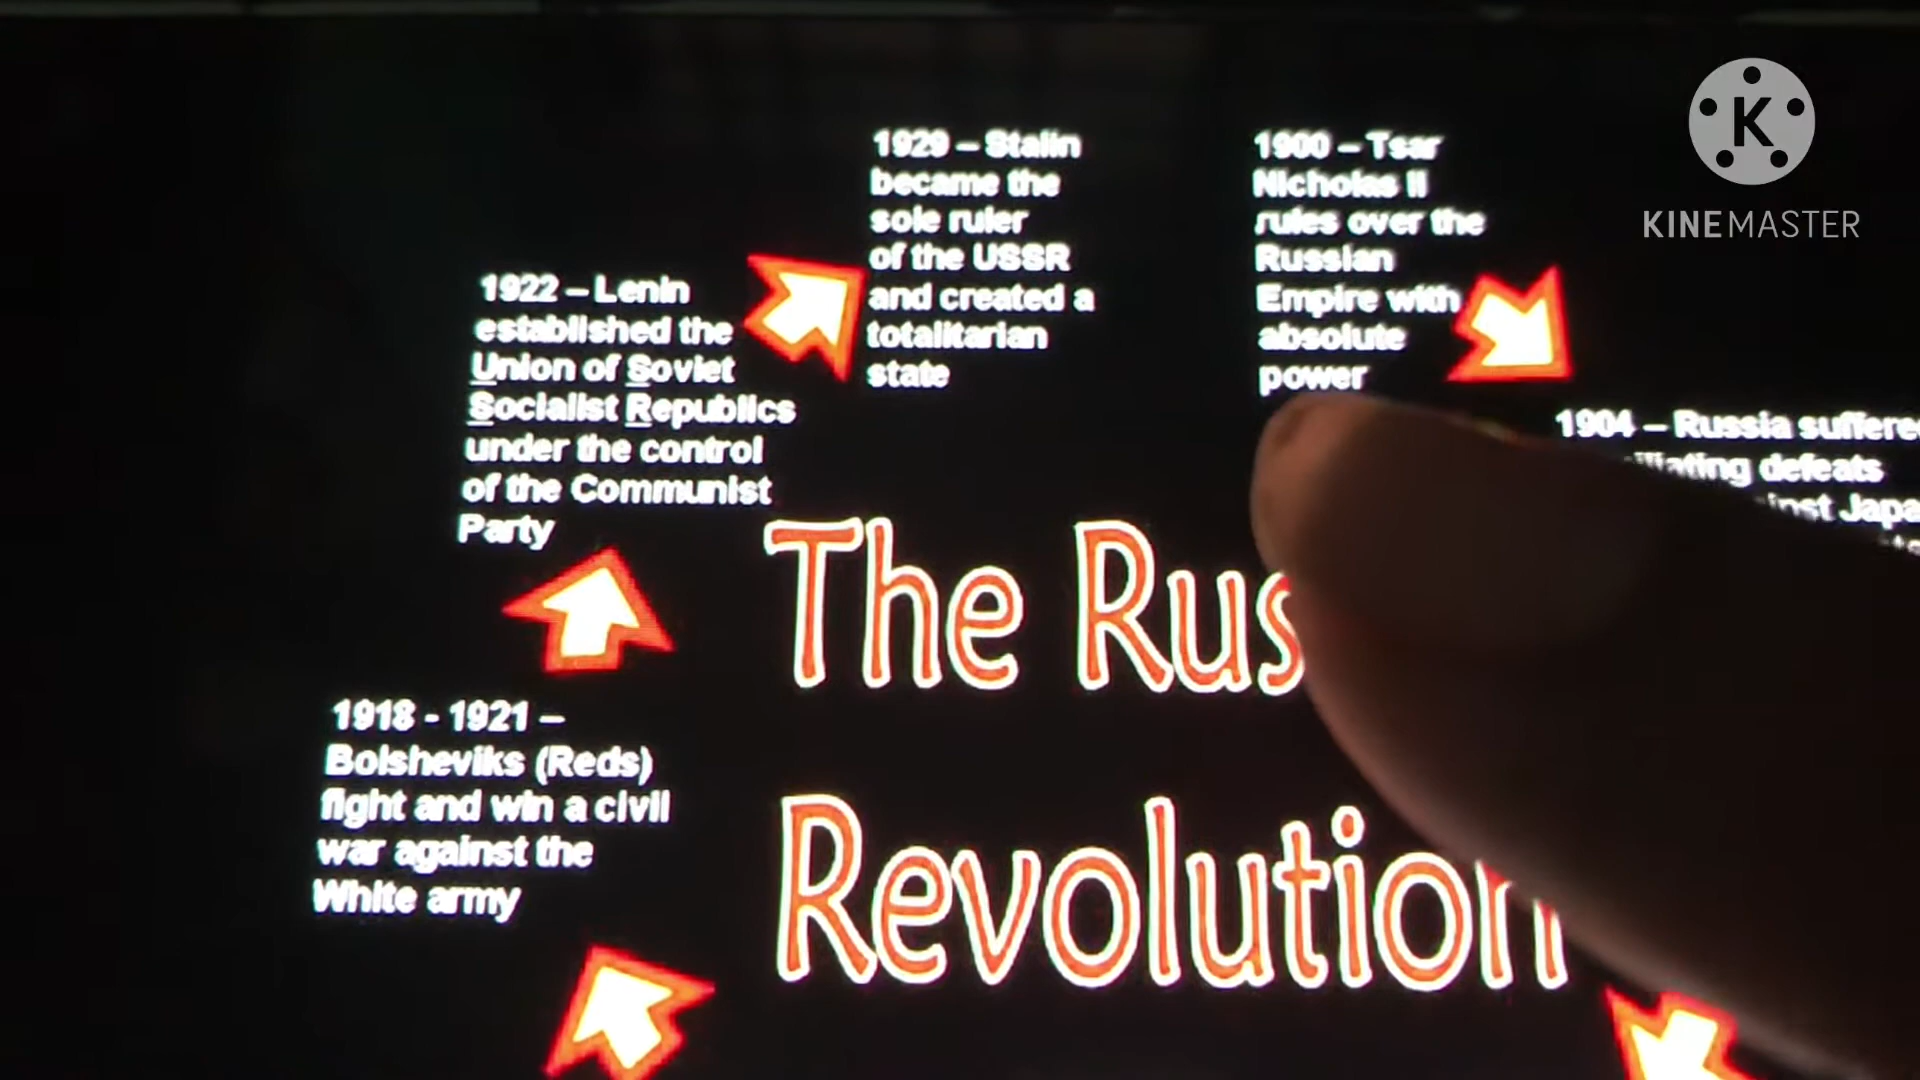 1929 – Stalin
became the
sole ruler
of the USSR
and created a
totalitarian
state
1900 – Tsar
Nicholas II
rules over the
Russian
Empire with
absolute
power
K
KINEMASTER
1922 – Lenin
established the
Union of Soviet
Socialist Republics
under the control
of the Communist
Party
1904 – Russia
defeats
The
Revolution
1918 - 1921 –
Bolsheviks (Reds)
fight and win a civil
war against the
White army